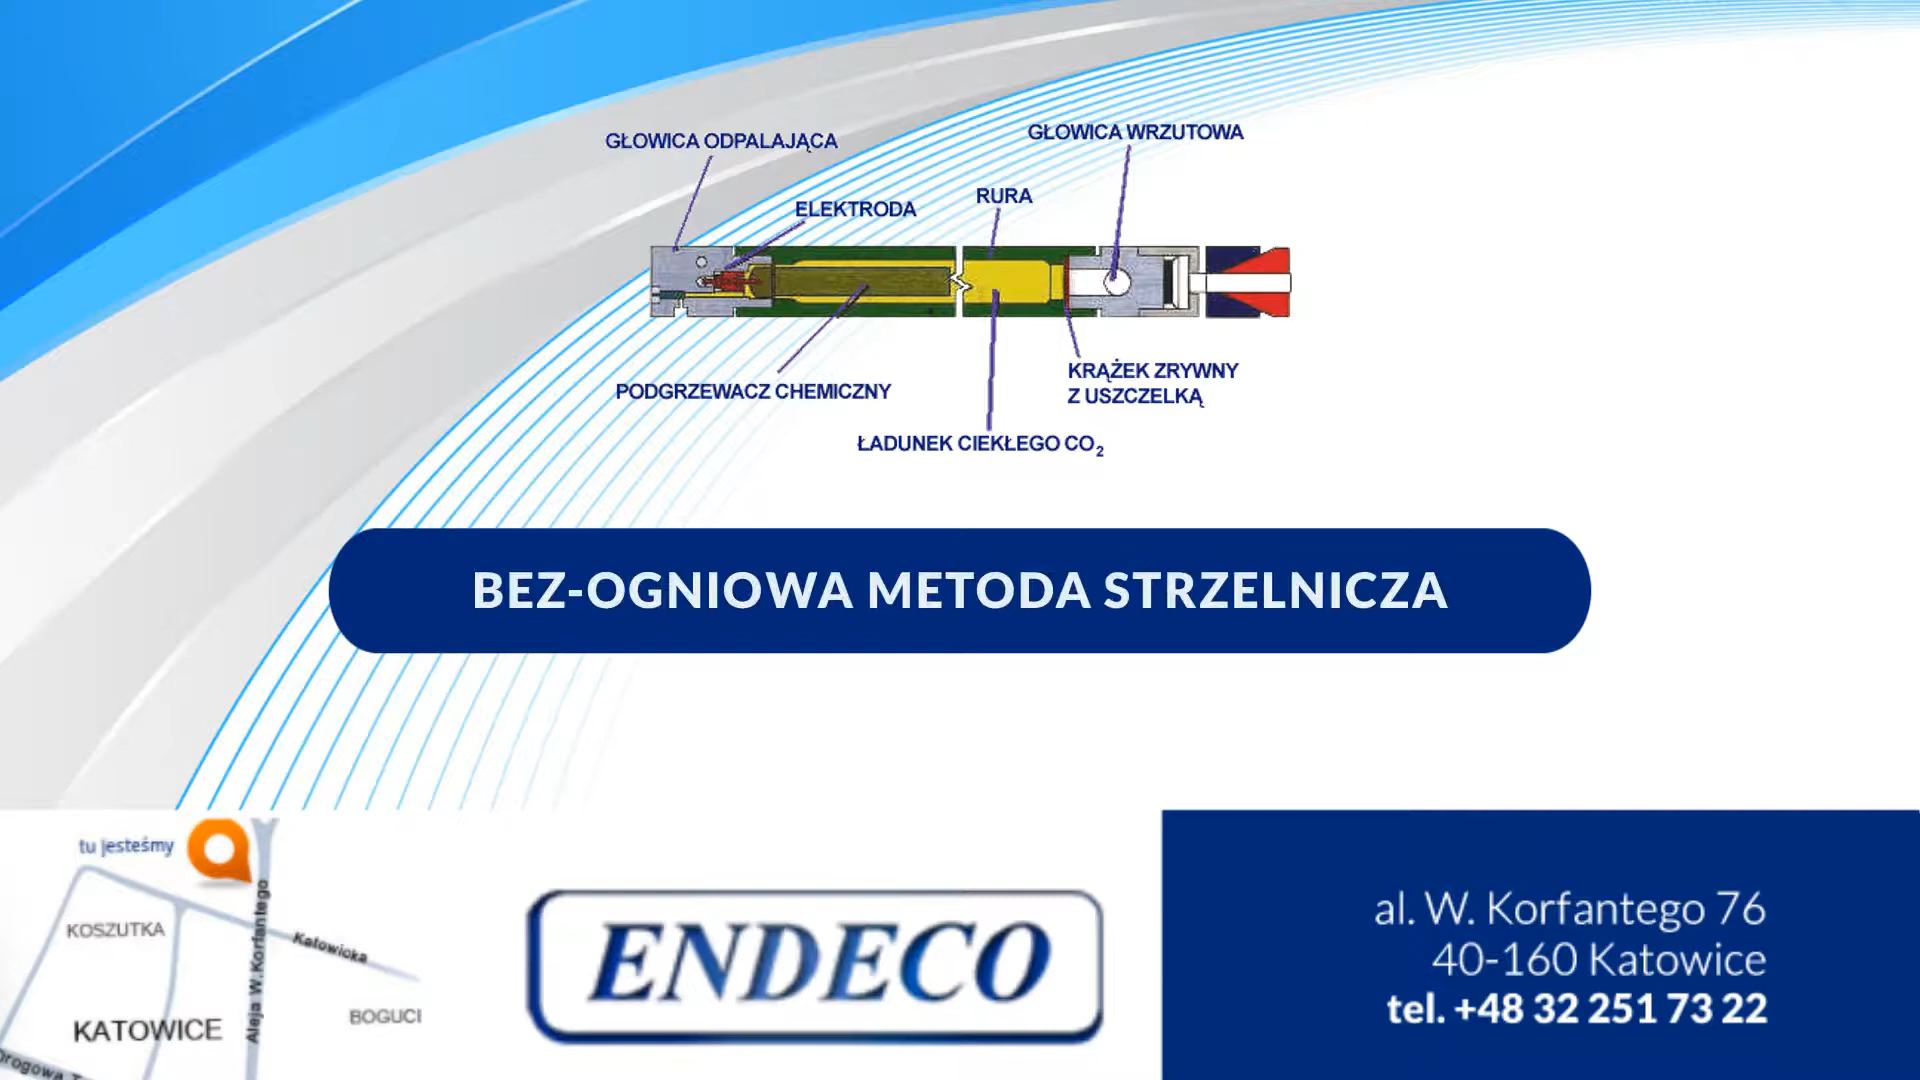 GŁOWICA ODPALAJĄCA
GŁOWICA WRZUTOWA
ELEKTRODA
RURA
PODGRZEWACZ CHEMICZNY
KRĄŻEK ZRYWNY
Z USZCZELKĄ
ŁADUNEK CIEKŁEGO CO₂
BEZ-OGNIOWA METODA STRZELNICZA
tu jesteśmy
KOSZUTKA
Aleja W.Korfantego
Katowicka
KATOWICE
BOGUCI
ENDECO
al. W. Korfantego 76
40-160 Katowice
tel. +48 32 251 73 22